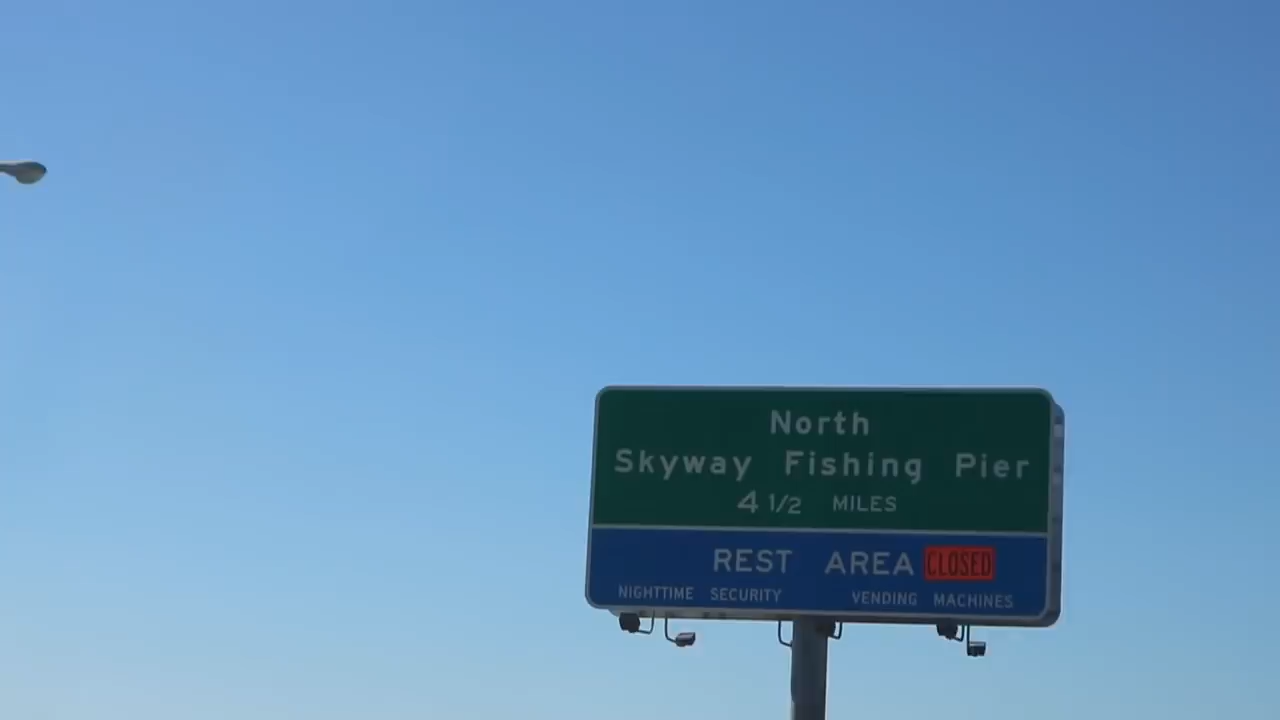 North
Skyway Fishing Pier
4 1/2 MILES
REST AREA CLOSED
NIGHTTIME SECURITY VENDING MACHINES